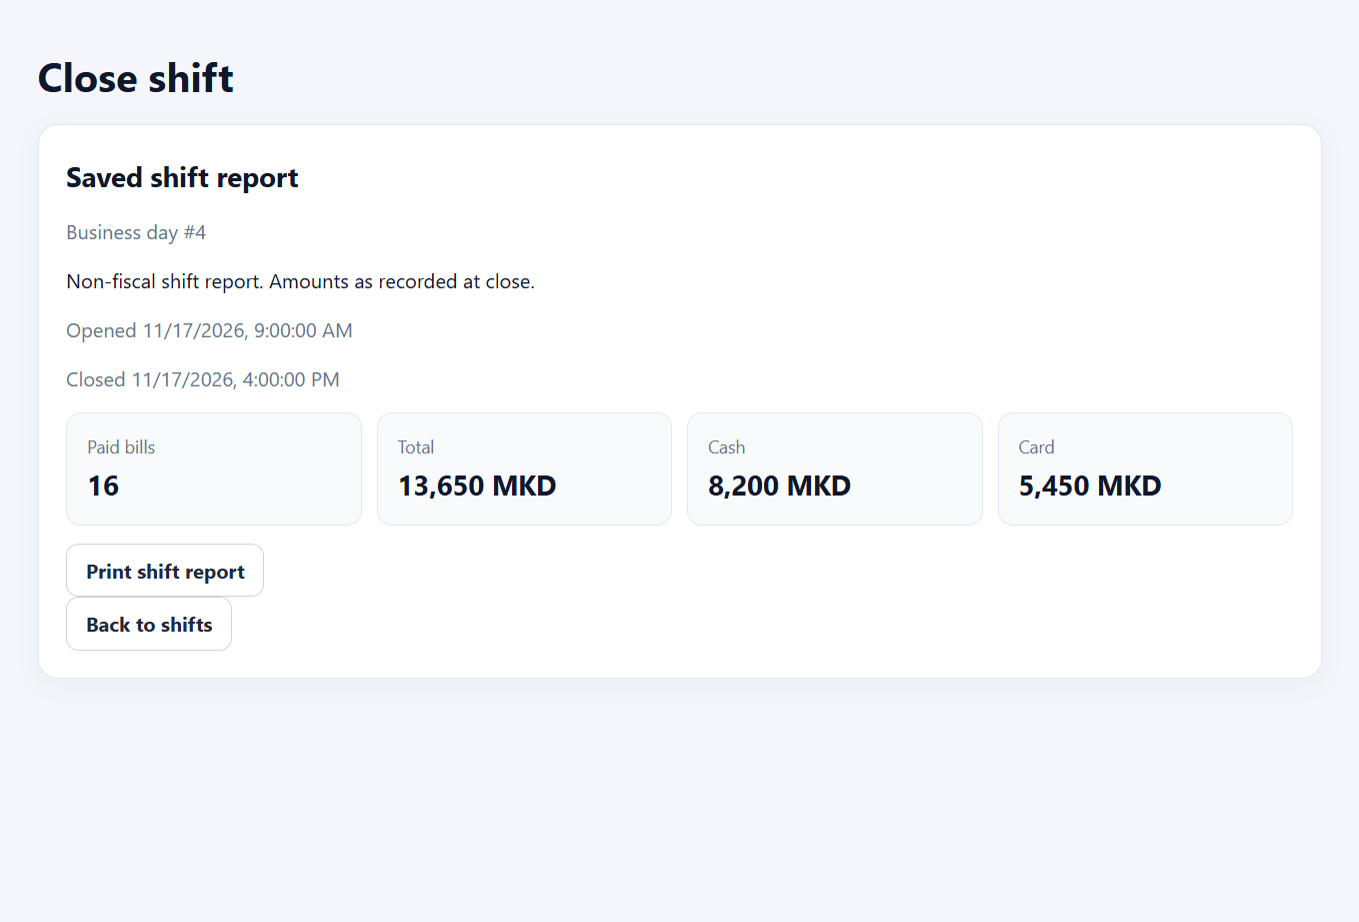 Close shift
Saved shift report
Business day #4
Non-fiscal shift report. Amounts as recorded at close.
Opened 11/17/2026, 9:00:00 AM
Closed 11/17/2026, 4:00:00 PM
Paid bills
16
Total
13,650 MKD
Cash
8,200 MKD
Card
5,450 MKD
Print shift report
Back to shifts